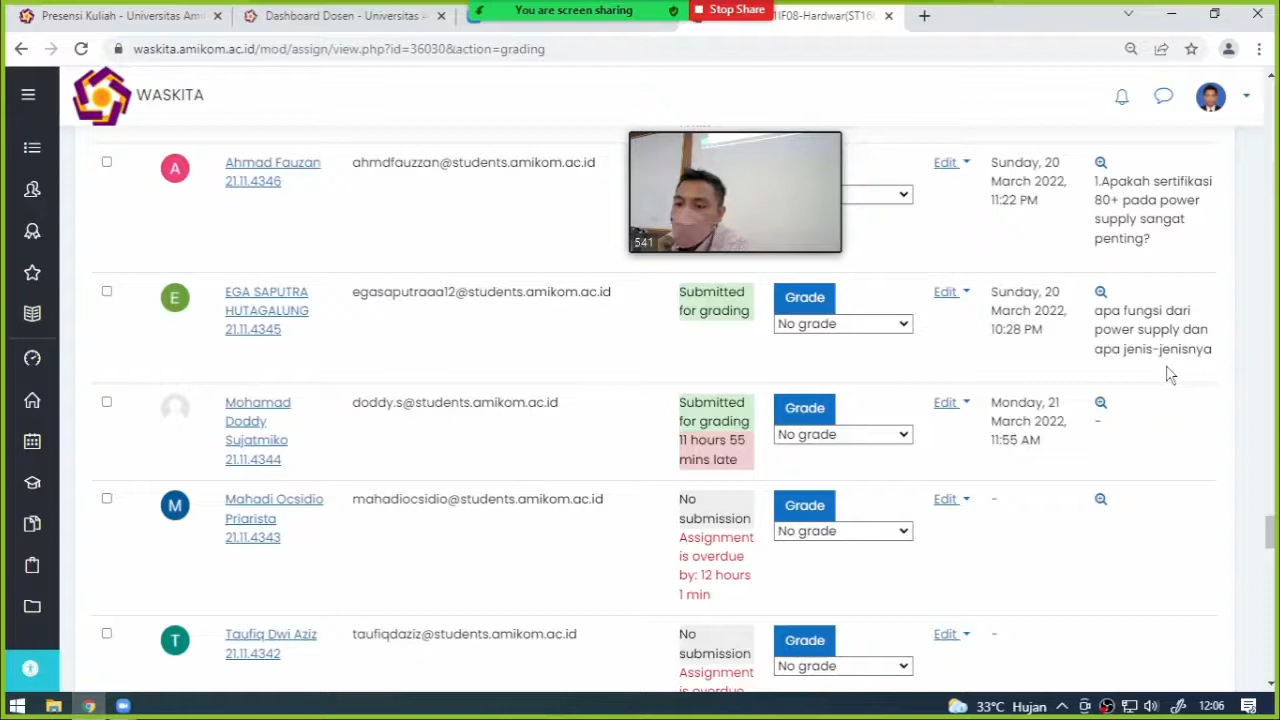 Presensi Kuliah - Universitas Ami
Dashboard Dosen - Universitas
You are screen sharing
Stop Share
1IF08-Hardwar(ST16
waskita.amikom.ac.id/mod/assign/view.php?id=36030&action=grading
WASKITA
A
Ahmad Fauzan
21.11.4346
ahmdfauzzan@students.amikom.ac.id
541
Edit
Sunday, 20
March 2022,
11:22 PM
1.Apakah sertifikasi
80+ pada power
supply sangat
penting?
E
EGA SAPUTRA
HUTAGALUNG
21.11.4345
egasaputraaa12@students.amikom.ac.id
Submitted
for grading
Grade
No grade
Edit
Sunday, 20
March 2022,
10:28 PM
apa fungsi dari
power supply dan
apa jenis-jenisnya
Mohamad
Doddy
Sujatmiko
21.11.4344
doddy.s@students.amikom.ac.id
Submitted
for grading
11 hours 55
mins late
Grade
No grade
Edit
Monday, 21
March 2022,
11:55 AM
-
M
Mahadi Ocsidio
Priarista
21.11.4343
mahadiocsidio@students.amikom.ac.id
No
submission
Assignment
is overdue
by: 12 hours
1 min
Grade
No grade
Edit
-
T
Taufiq Dwi Aziz
21.11.4342
taufiqdaziz@students.amikom.ac.id
No
submission
Assignment
is overdue
Grade
No grade
Edit
-
33°C Hujan
12:06